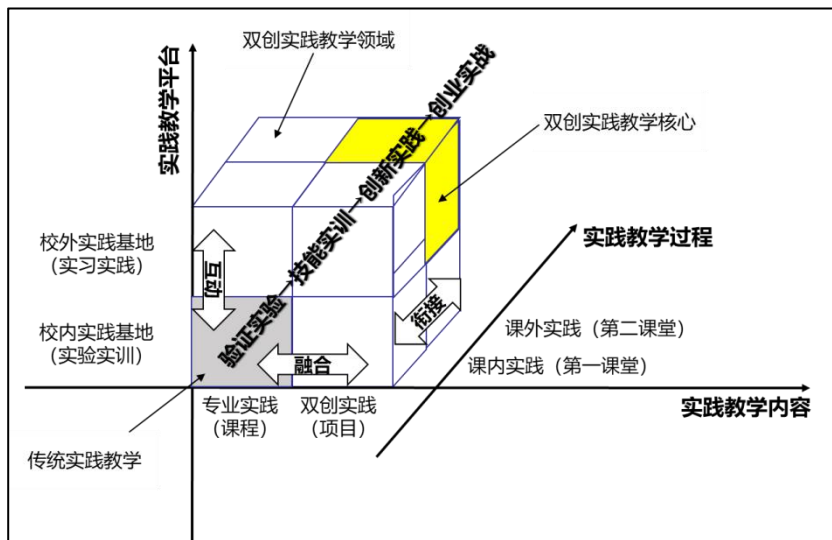 双创实践教学领域
实践教学平台
验证实验→技能实训→创新实践→创业实战
双创实践教学核心
实践教学过程
校外实践基地
（实习实践）
互动
校内实践基地
（实验实训）
衔接
课外实践（第二课堂）
课内实践（第一课堂）
融合
专业实践
（课程）
双创实践
（项目）
实践教学内容
传统实践教学